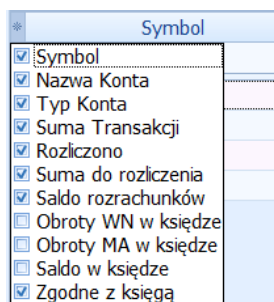 Symbol
Symbol
Nazwa Konta
Typ Konta
Suma Transakcji
Rozliczono
Suma do rozliczenia
Saldo rozrachunków
Obroty WN w księdze
Obroty MA w księdze
Saldo w księdze
Zgodne z księgą